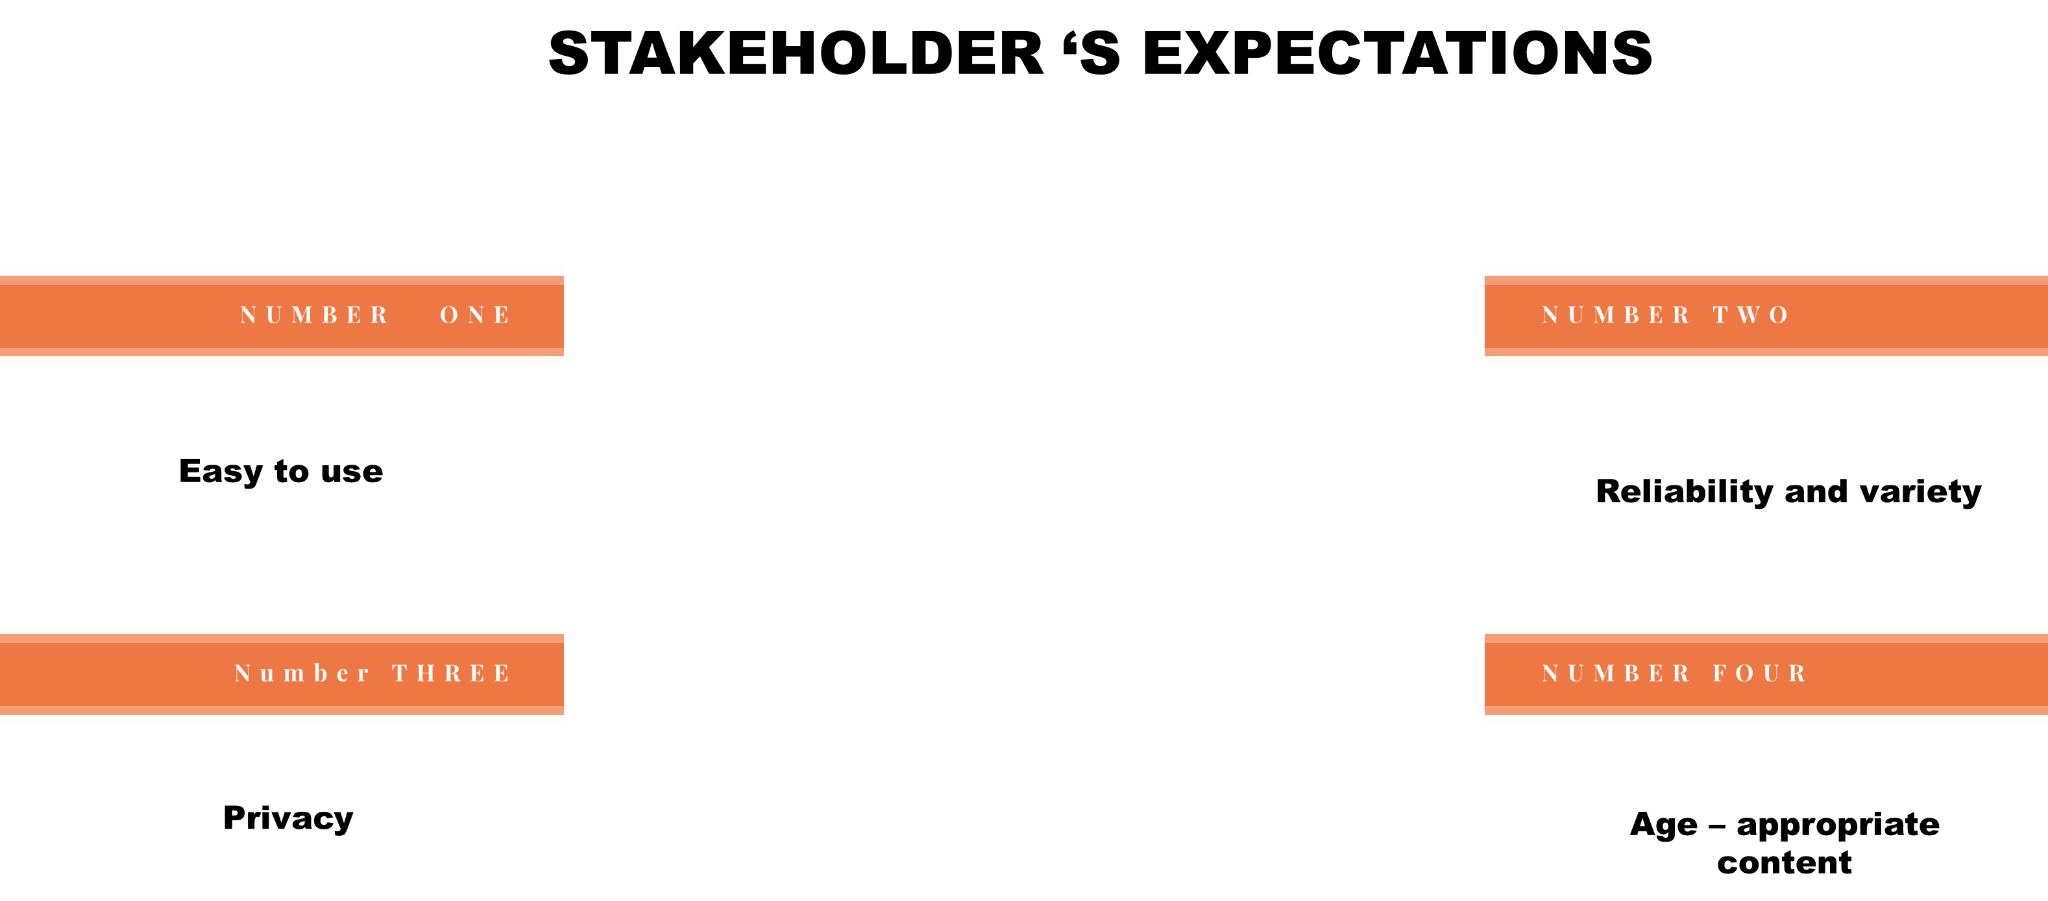 STAKEHOLDER ‘S EXPECTATIONS
NUMBER ONE
NUMBER TWO
Easy to use
Reliability and variety
Number THREE
NUMBER FOUR
Privacy
Age – appropriate
content